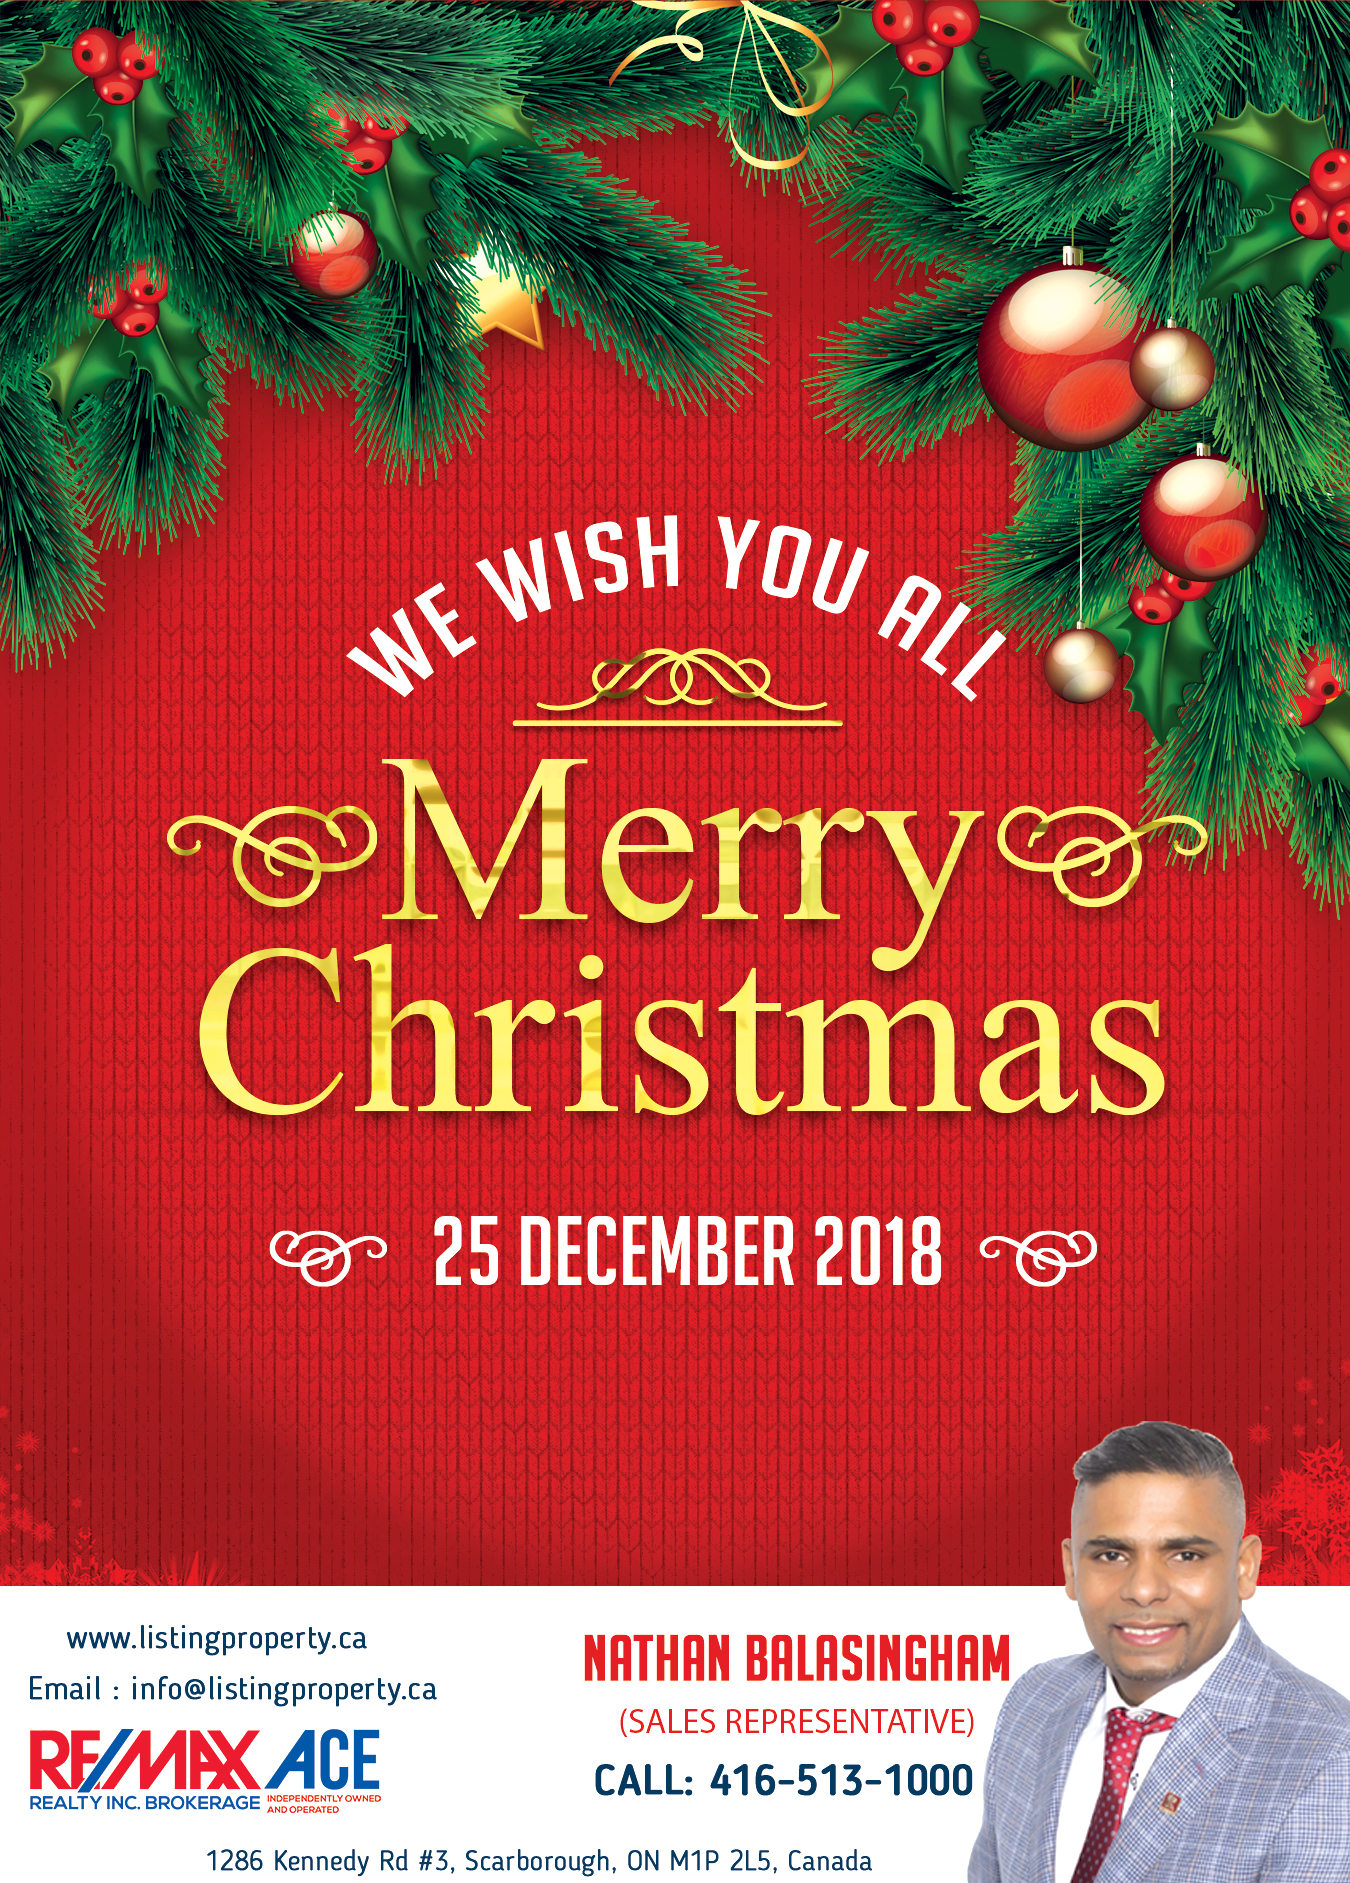 WE WISH YOU ALL
Merry
Christmas
25 DECEMBER 2018
www.listingproperty.ca
Email : info@listingproperty.ca
RE/MAX ACE
REALTY INC. BROKERAGE
INDEPENDENTLY OWNED
AND OPERATED
NATHAN BALASINGHAM
(SALES REPRESENTATIVE)
CALL: 416-513-1000
1286 Kennedy Rd #3, Scarborough, ON M1P 2L5, Canada